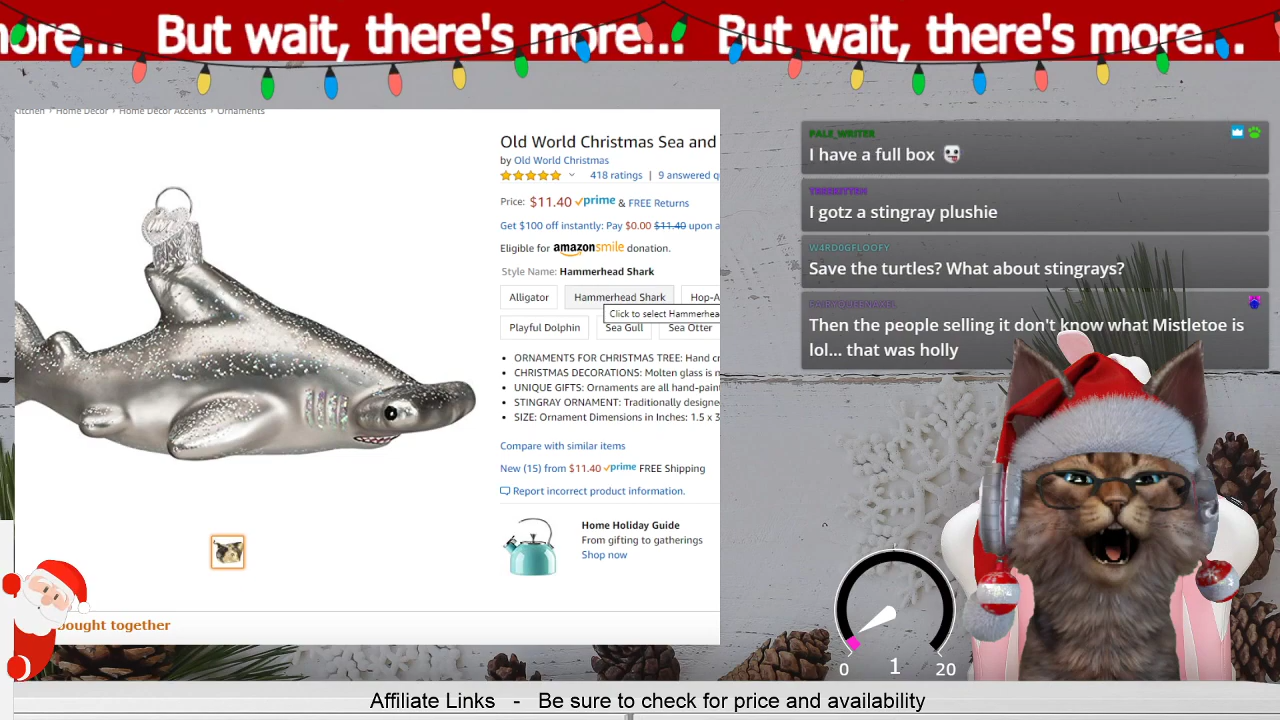 ore... But wait, there's more... But wait, there's more...
Kitchen › Home Décor › Home Décor Accents › Ornaments
Old World Christmas Sea and
by Old World Christmas
418 ratings | 9 answered q
Price: $11.40 prime & FREE Returns
Get $100 off instantly: Pay $0.00 $11.40 upon a
Eligible for amazonsmile donation.
Style Name: Hammerhead Shark
Alligator Hammerhead Shark Hop-A
Click to select Hammerhea
Playful Dolphin Sea Gull Sea Otter
• ORNAMENTS FOR CHRISTMAS TREE: Hand cr
• CHRISTMAS DECORATIONS: Molten glass is m
• UNIQUE GIFTS: Ornaments are all hand-pain
• STINGRAY ORNAMENT: Traditionally designe
• SIZE: Ornament Dimensions in Inches: 1.5 x 3
Compare with similar items
New (15) from $11.40 prime FREE Shipping
Report incorrect product information.
Home Holiday Guide
From gifting to gatherings
Shop now
bought together
PALE_WRITER
I have a full box
I gotz a stingray plushie
W4RD0GFLOOFY
Save the turtles? What about stingrays?
Then the people selling it don't know what Mistletoe is
lol... that was holly
0 1 20
Affiliate Links - Be sure to check for price and availability